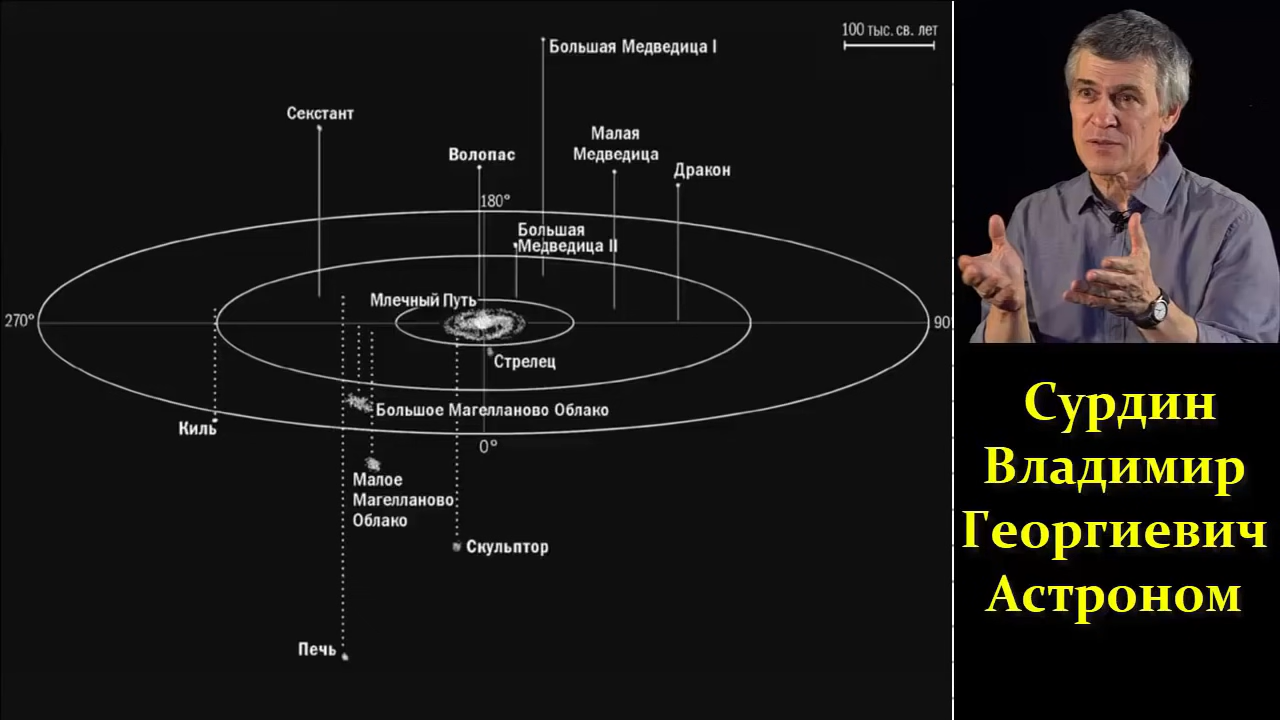 100 тыс. св. лет
Большая Медведица I
Секстант
Малая
Медведица
Волопас
Дракон
180°
Большая
Медведица II
Млечный Путь
270°
90
Стрелец
Большое Магелланово Облако
Киль
0°
Малое
Магелланово
Облако
Скульптор
Печь
Сурдин
Владимир
Георгиевич
Астроном